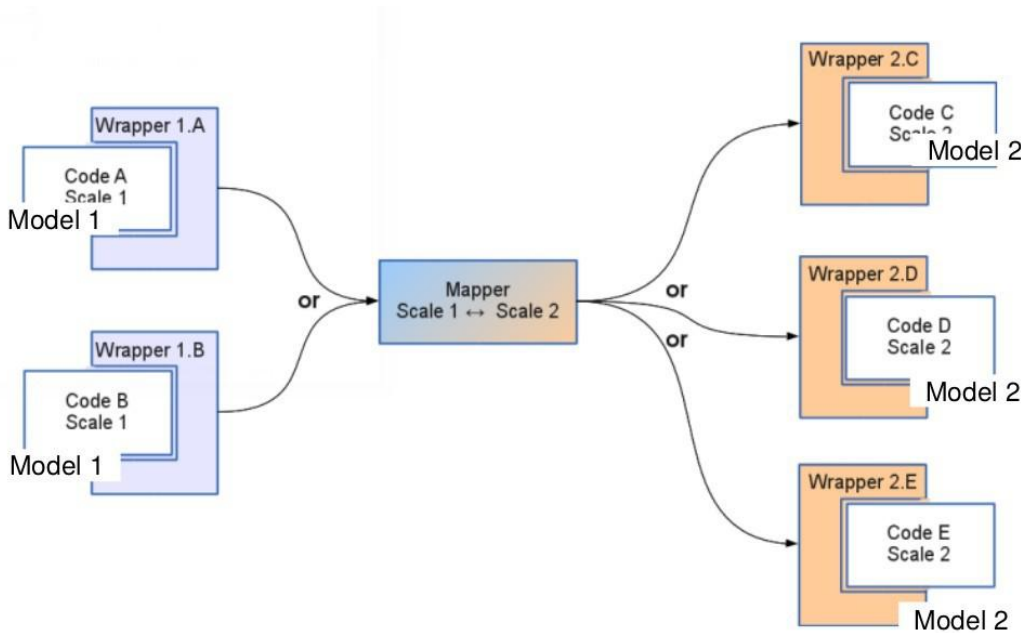 Wrapper 1.A
Code A
Scale 1
Model 1
Wrapper 1.B
Code B
Scale 1
Model 1
or
Mapper
Scale 1 ↔ Scale 2
or
or
Wrapper 2.C
Code C
Scale 2
Model 2
Wrapper 2.D
Code D
Scale 2
Model 2
Wrapper 2.E
Code E
Scale 2
Model 2